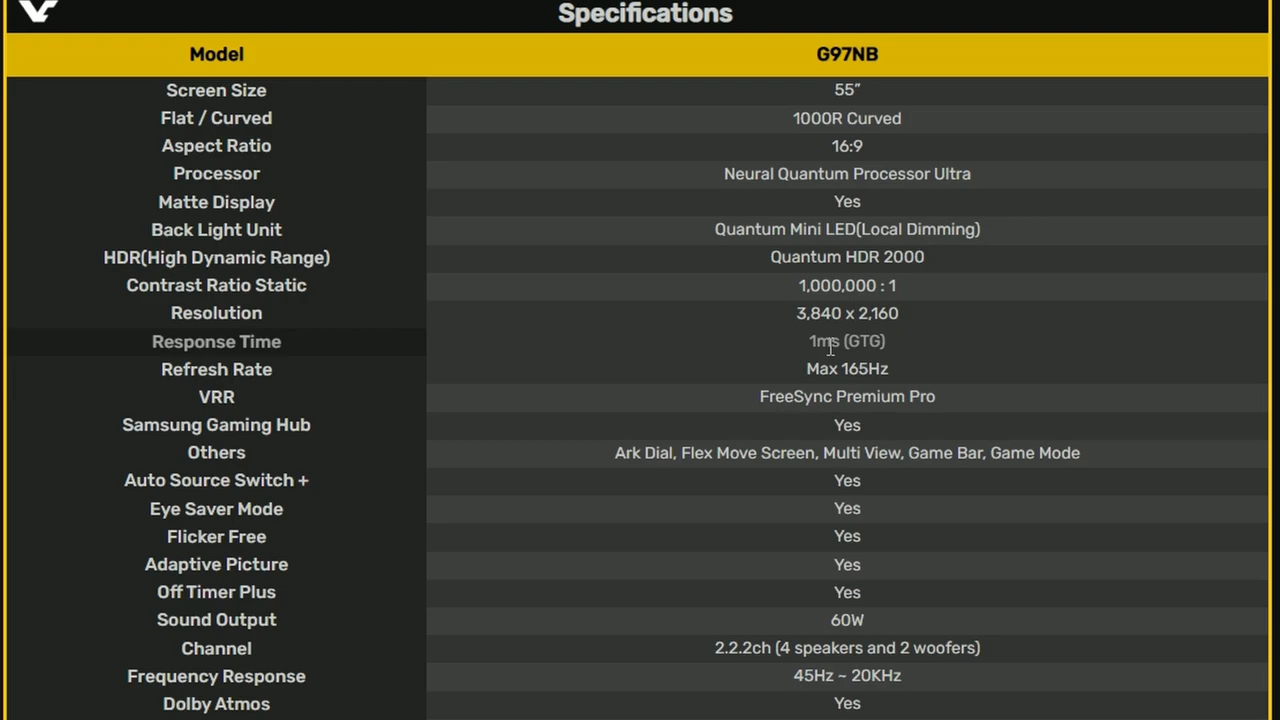 Specifications
Model G97NB
Screen Size 55”
Flat / Curved 1000R Curved
Aspect Ratio 16:9
Processor Neural Quantum Processor Ultra
Matte Display Yes
Back Light Unit Quantum Mini LED(Local Dimming)
HDR(High Dynamic Range) Quantum HDR 2000
Contrast Ratio Static 1,000,000 : 1
Resolution 3,840 x 2,160
Response Time 1ms (GTG)
Refresh Rate Max 165Hz
VRR FreeSync Premium Pro
Samsung Gaming Hub Yes
Others Ark Dial, Flex Move Screen, Multi View, Game Bar, Game Mode
Auto Source Switch + Yes
Eye Saver Mode Yes
Flicker Free Yes
Adaptive Picture Yes
Off Timer Plus Yes
Sound Output 60W
Channel 2.2.2ch (4 speakers and 2 woofers)
Frequency Response 45Hz ~ 20KHz
Dolby Atmos Yes